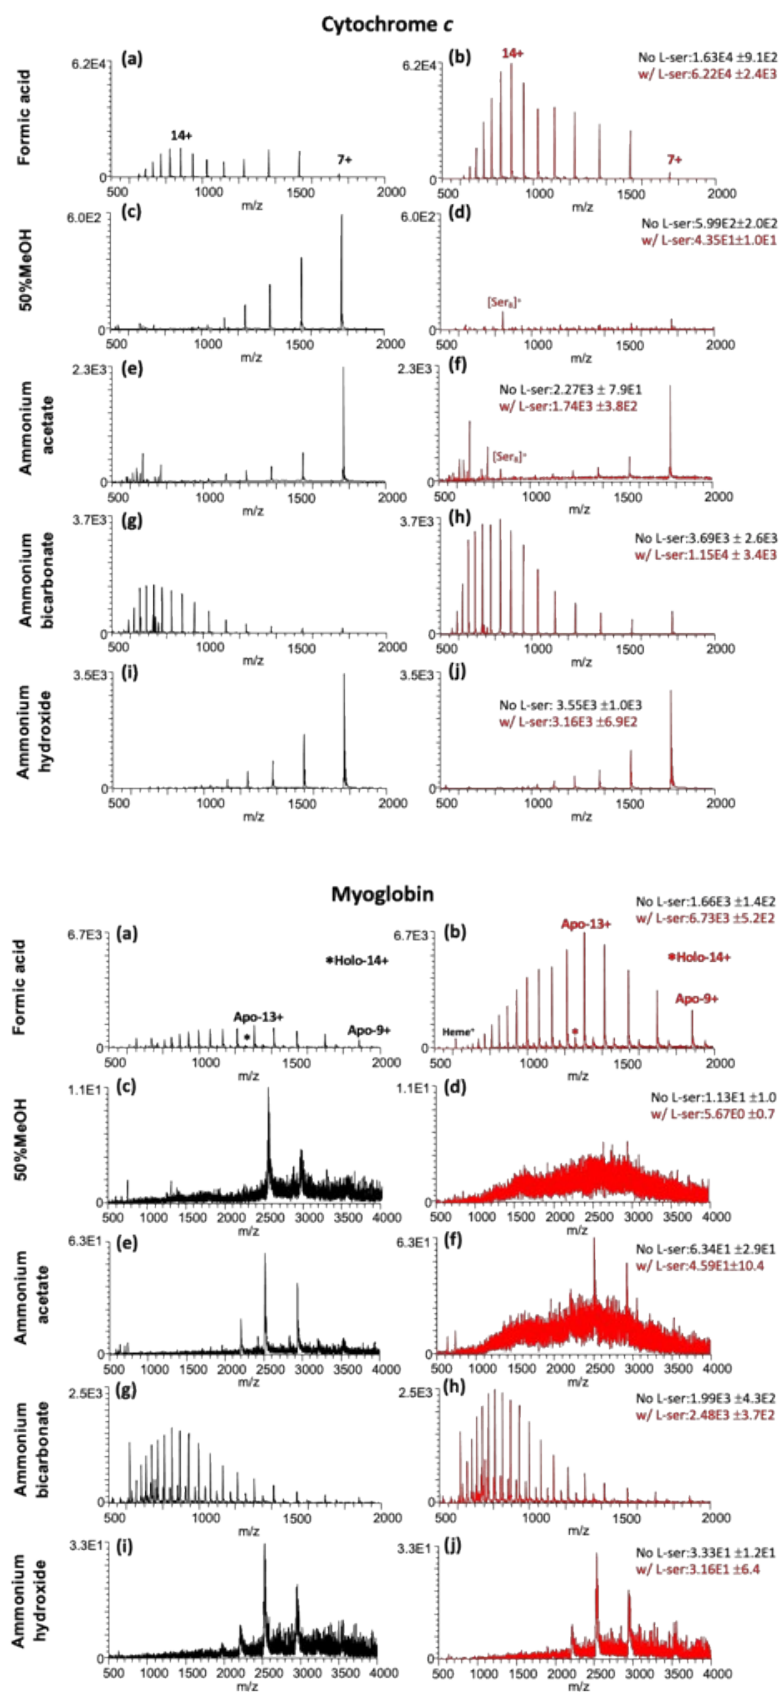 Cytochrome c
Formic acid
(a)
6.2E4
14+
7+
0
500 1000 1500 2000
m/z
(b)
6.2E4
14+
7+
No L-ser:1.63E4 ±9.1E2
w/ L-ser:6.22E4 ±2.4E3
0
500 1000 1500 2000
m/z
50%MeOH
(c)
6.0E2
0
500 1000 1500 2000
m/z
(d)
6.0E2
No L-ser:5.99E2±2.0E2
w/ L-ser:4.35E1±1.0E1
[Ser₈]⁺
0
500 1000 1500 2000
m/z
Ammonium
acetate
(e)
2.3E3
0
500 1000 1500 2000
m/z
(f)
2.3E3
No L-ser:2.27E3 ± 7.9E1
w/ L-ser:1.74E3 ±3.8E2
[Ser₈]⁺
0
500 1000 1500 2000
m/z
Ammonium
bicarbonate
(g)
3.7E3
0
500 1000 1500 2000
m/z
(h)
3.7E3
No L-ser:3.69E3 ± 2.6E3
w/ L-ser:1.15E4 ± 3.4E3
0
500 1000 1500 2000
m/z
Ammonium
hydroxide
(i)
3.5E3
0
500 1000 1500 2000
m/z
(j)
3.5E3
No L-ser: 3.55E3 ±1.0E3
w/ L-ser:3.16E3 ±6.9E2
0
500 1000 1500 2000
m/z
Myoglobin
Formic acid
(a)
6.7E3
*Holo-14+
Apo-13+
*
Apo-9+
0
500 1000 1500 2000
m/z
(b)
6.7E3
No L-ser:1.66E3 ±1.4E2
w/ L-ser:6.73E3 ±5.2E2
Apo-13+
*Holo-14+
Apo-9+
Heme⁺
*
0
500 1000 1500 2000
m/z
50%MeOH
(c)
1.1E1
0
500 1000 1500 2000 2500 3000 3500 4000
m/z
(d)
1.1E1
No L-ser:1.13E1 ±1.0
w/ L-ser:5.67E0 ±0.7
0
500 1000 1500 2000 2500 3000 3500 4000
m/z
Ammonium
acetate
(e)
6.3E1
0
500 1000 1500 2000 2500 3000 3500 4000
m/z
(f)
6.3E1
No L-ser:6.34E1 ±2.9E1
w/ L-ser:4.59E1±10.4
0
500 1000 1500 2000 2500 3000 3500 4000
m/z
Ammonium
bicarbonate
(g)
2.5E3
0
500 1000 1500 2000
m/z
(h)
2.5E3
No L-ser:1.99E3 ±4.3E2
w/ L-ser:2.48E3 ±3.7E2
0
500 1000 1500 2000
m/z
Ammonium
hydroxide
(i)
3.3E1
0
500 1000 1500 2000 2500 3000 3500 4000
m/z
(j)
3.3E1
No L-ser:3.33E1 ±1.2E1
w/ L-ser:3.16E1 ±6.4
0
500 1000 1500 2000 2500 3000 3500 4000
m/z